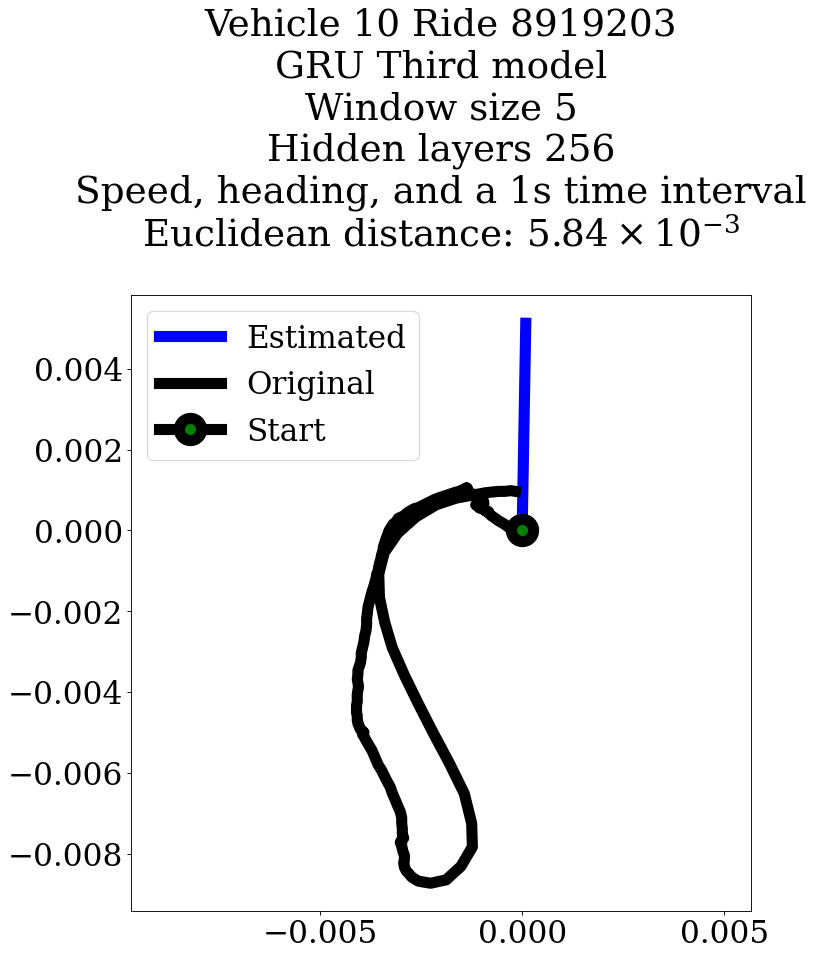 Vehicle 10 Ride 8919203
GRU Third model
Window size 5
Hidden layers 256
Speed, heading, and a 1s time interval
Euclidean distance: 5.84 × 10⁻³
Estimated
Original
Start
0.004
0.002
0.000
−0.002
−0.004
−0.006
−0.008
−0.005 0.000 0.005